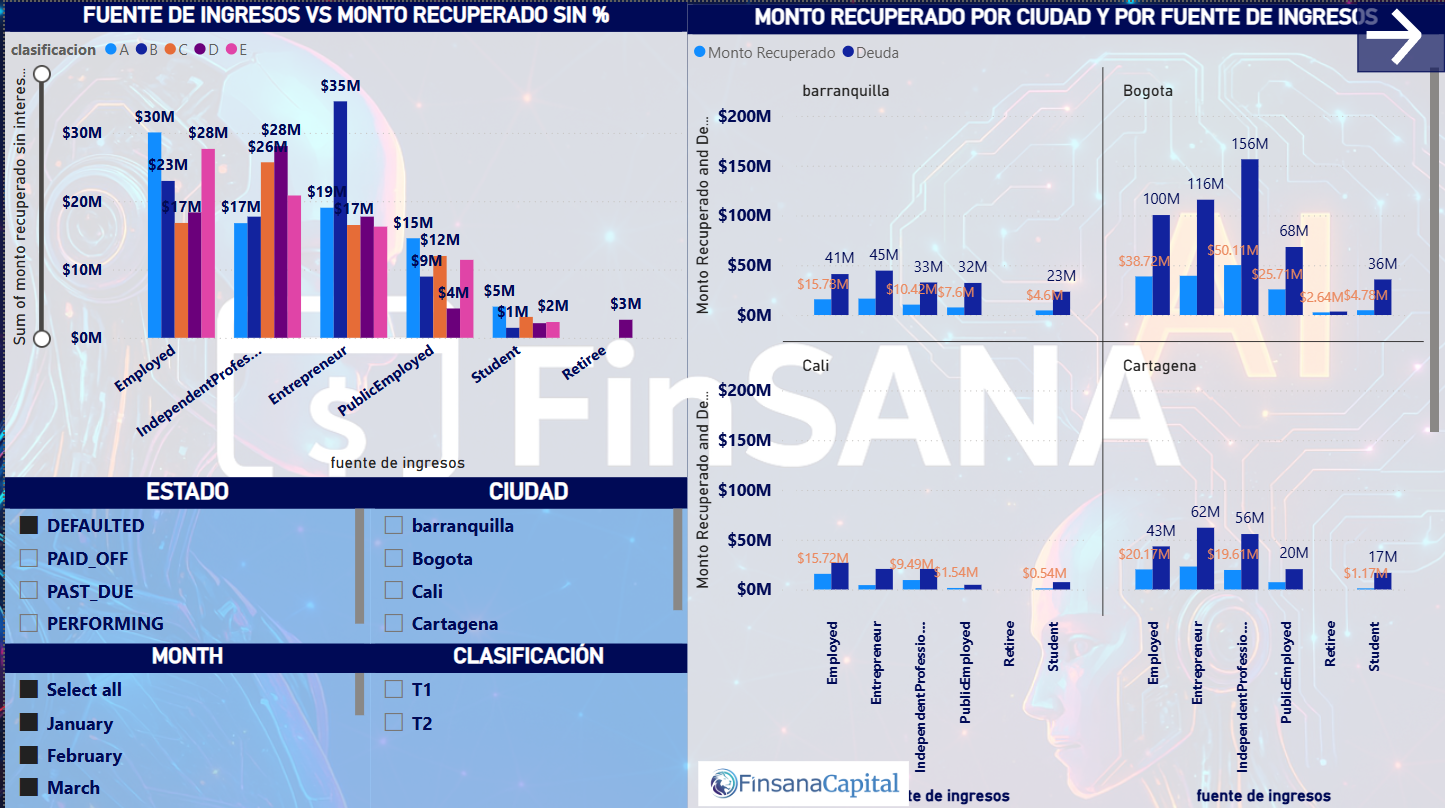 FUENTE DE INGRESOS VS MONTO RECUPERADO SIN %
clasificacion A B C D E
Sum of monto recuperado sin interes...
$30M
$20M
$10M
$0M
$30M
$23M
$17M
$28M
$17M
$26M
$28M
$19M
$35M
$17M
$15M
$9M
$12M
$4M
$5M
$1M
$2M
$3M
Employed
IndependentProfes...
Entrepreneur
PublicEmployed
Student
Retiree
fuente de ingresos
ESTADO
DEFAULTED
PAID_OFF
PAST_DUE
PERFORMING
CIUDAD
barranquilla
Bogota
Cali
Cartagena
MONTH
Select all
January
February
March
CLASIFICACIÓN
T1
T2
MONTO RECUPERADO POR CIUDAD Y POR FUENTE DE INGRESOS
Monto Recuperado Deuda
barranquilla
Monto Recuperado and De...
$200M
$150M
$100M
$50M
$0M
$15.78M
41M
45M
$10.42M
33M
$7.6M
32M
$4.6M
23M
Bogota
$38.72M
100M
116M
$50.11M
156M
$25.71M
68M
$2.64M
$4.78M
36M
Cali
Monto Recuperado and De...
$200M
$150M
$100M
$50M
$0M
$15.72M
$9.49M
$1.54M
$0.54M
Cartagena
$20.17M
43M
62M
$19.61M
56M
20M
$1.17M
17M
Employed
Entrepreneur
IndependentProfessio...
PublicEmployed
Retiree
Student
Employed
Entrepreneur
IndependentProfessio...
PublicEmployed
Retiree
Student
te de ingresos
fuente de ingresos
$ FinSANA
AI
FinsanaCapital